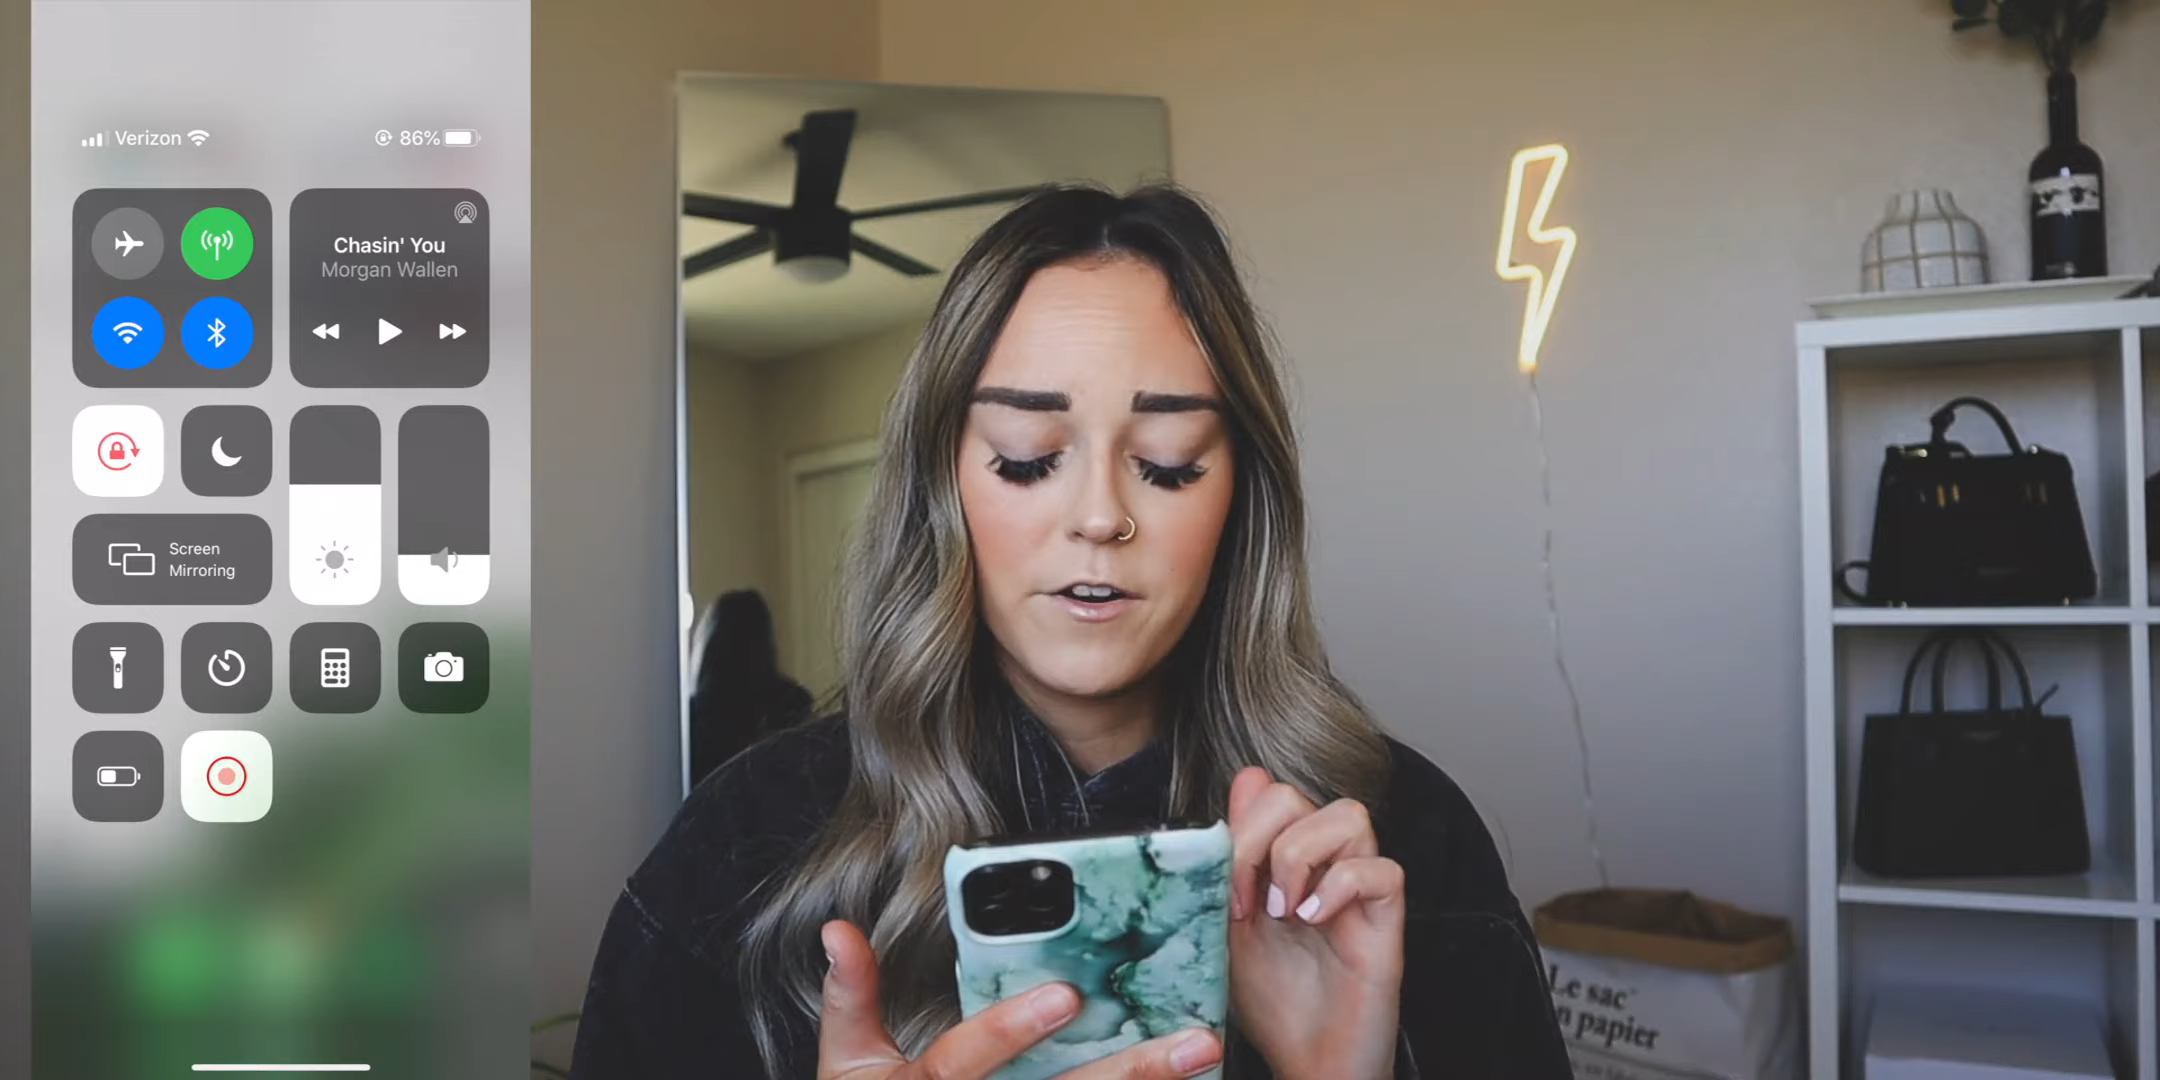 Verizon
86%
Chasin' You
Morgan Wallen
Screen
Mirroring
Le sac
n papier